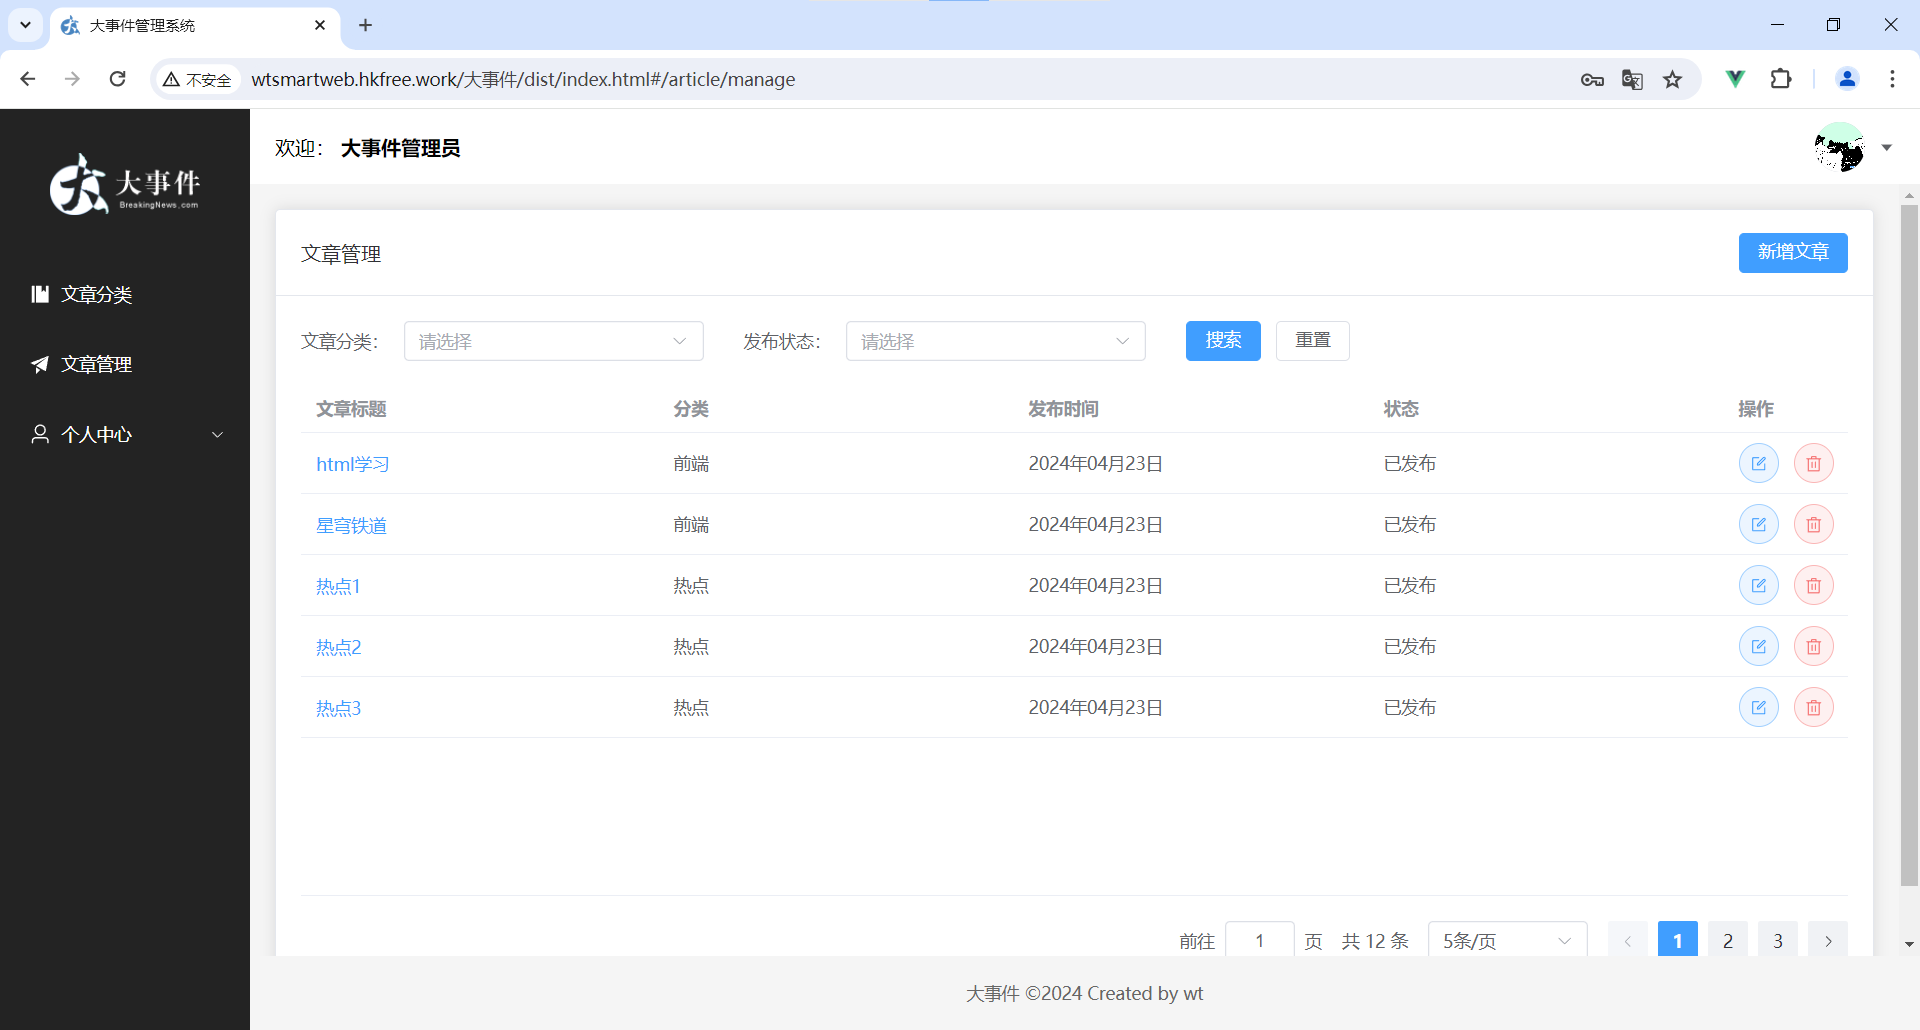 大事件管理系统
不安全 wtsmartweb.hkfree.work/大事件/dist/index.html#/article/manage
大事件
BreakingNews.com
文章分类
文章管理
个人中心
欢迎： 大事件管理员
文章管理 新增文章
文章分类： 请选择 发布状态： 请选择 搜索 重置
文章标题 分类 发布时间 状态 操作
html学习 前端 2024年04月23日 已发布
星穹铁道 前端 2024年04月23日 已发布
热点1 热点 2024年04月23日 已发布
热点2 热点 2024年04月23日 已发布
热点3 热点 2024年04月23日 已发布
前往 1 页 共 12 条 5条/页 1 2 3
大事件 ©2024 Created by wt